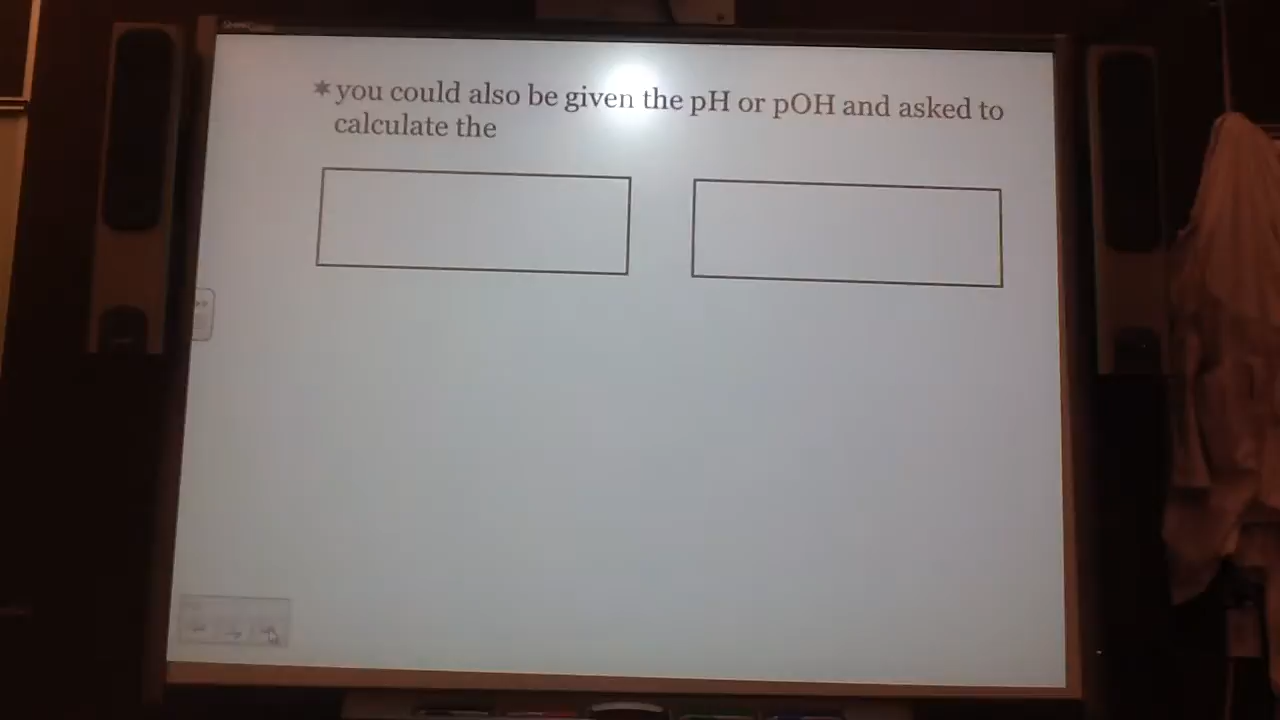 * you could also be given the pH or pOH and asked to
calculate the